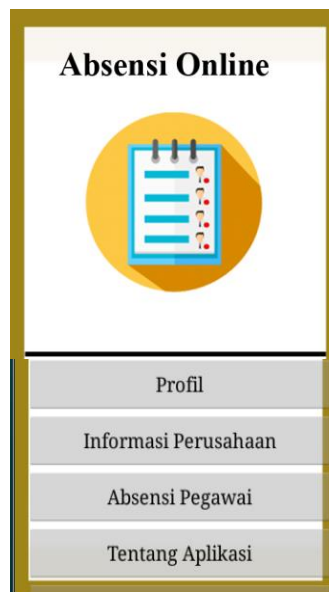 Absensi Online
Profil
Informasi Perusahaan
Absensi Pegawai
Tentang Aplikasi